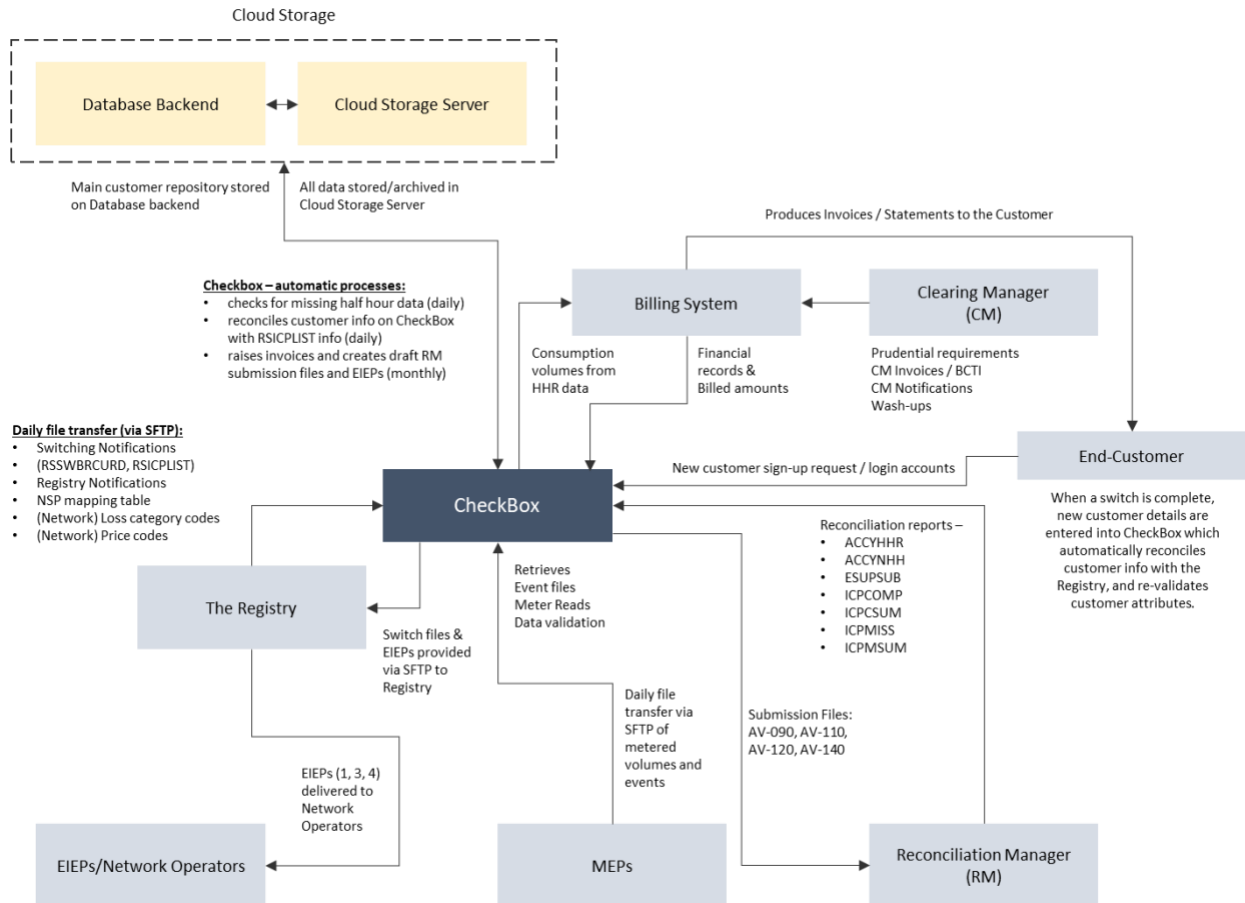 Cloud Storage
Database Backend
Cloud Storage Server
Main customer repository stored
on Database backend
All data stored/archived in
Cloud Storage Server
Produces Invoices / Statements to the Customer
Checkbox – automatic processes:
• checks for missing half hour data (daily)
• reconciles customer info on CheckBox
with RSICPLIST info (daily)
• raises invoices and creates draft RM
submission files and EIEPs (monthly)
Billing System
Clearing Manager
(CM)
Consumption
volumes from
HHR data
Financial
records &
Billed amounts
Prudential requirements
CM Invoices / BCTI
CM Notifications
Wash-ups
Daily file transfer (via SFTP):
• Switching Notifications
• (RSSWBRCURD, RSICPLIST)
• Registry Notifications
• NSP mapping table
• (Network) Loss category codes
• (Network) Price codes
End-Customer
New customer sign-up request / login accounts
When a switch is complete,
new customer details are
entered into CheckBox which
automatically reconciles
customer info with the
Registry, and re-validates
customer attributes.
CheckBox
Reconciliation reports –
• ACCYHHR
• ACCYNHH
• ESUPSUB
• ICPCOMP
• ICPCSUM
• ICPMISS
• ICPMSUM
The Registry
Retrieves
Event files
Meter Reads
Data validation
Switch files &
EIEPs provided
via SFTP to
Registry
Daily file
transfer via
SFTP of
metered
volumes and
events
Submission Files:
AV-090, AV-110,
AV-120, AV-140
EIEPs (1, 3, 4)
delivered to
Network
Operators
EIEPs/Network Operators
MEPs
Reconciliation Manager
(RM)